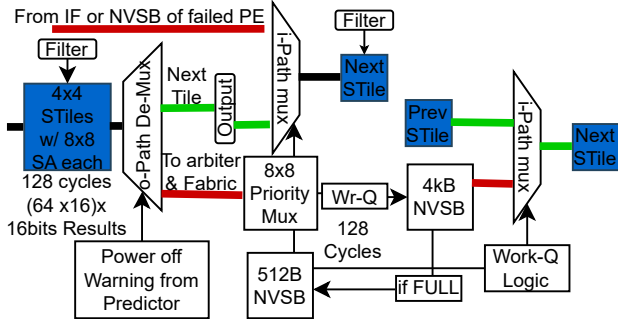 From IF or NVSB of failed PE
Filter
4x4
STiles
w/ 8x8
SA each
128 cycles
(64 x16)x
16bits Results
o-Path De-Mux
Next
Tile
Output
To arbiter
& Fabric
Power off
Warning from
Predictor
i-Path mux
Filter
Next
STile
8x8
Priority
Mux
Wr-Q
128
Cycles
512B
NVSB
4kB
NVSB
if FULL
Prev
STile
i-Path mux
Next
STile
Work-Q
Logic